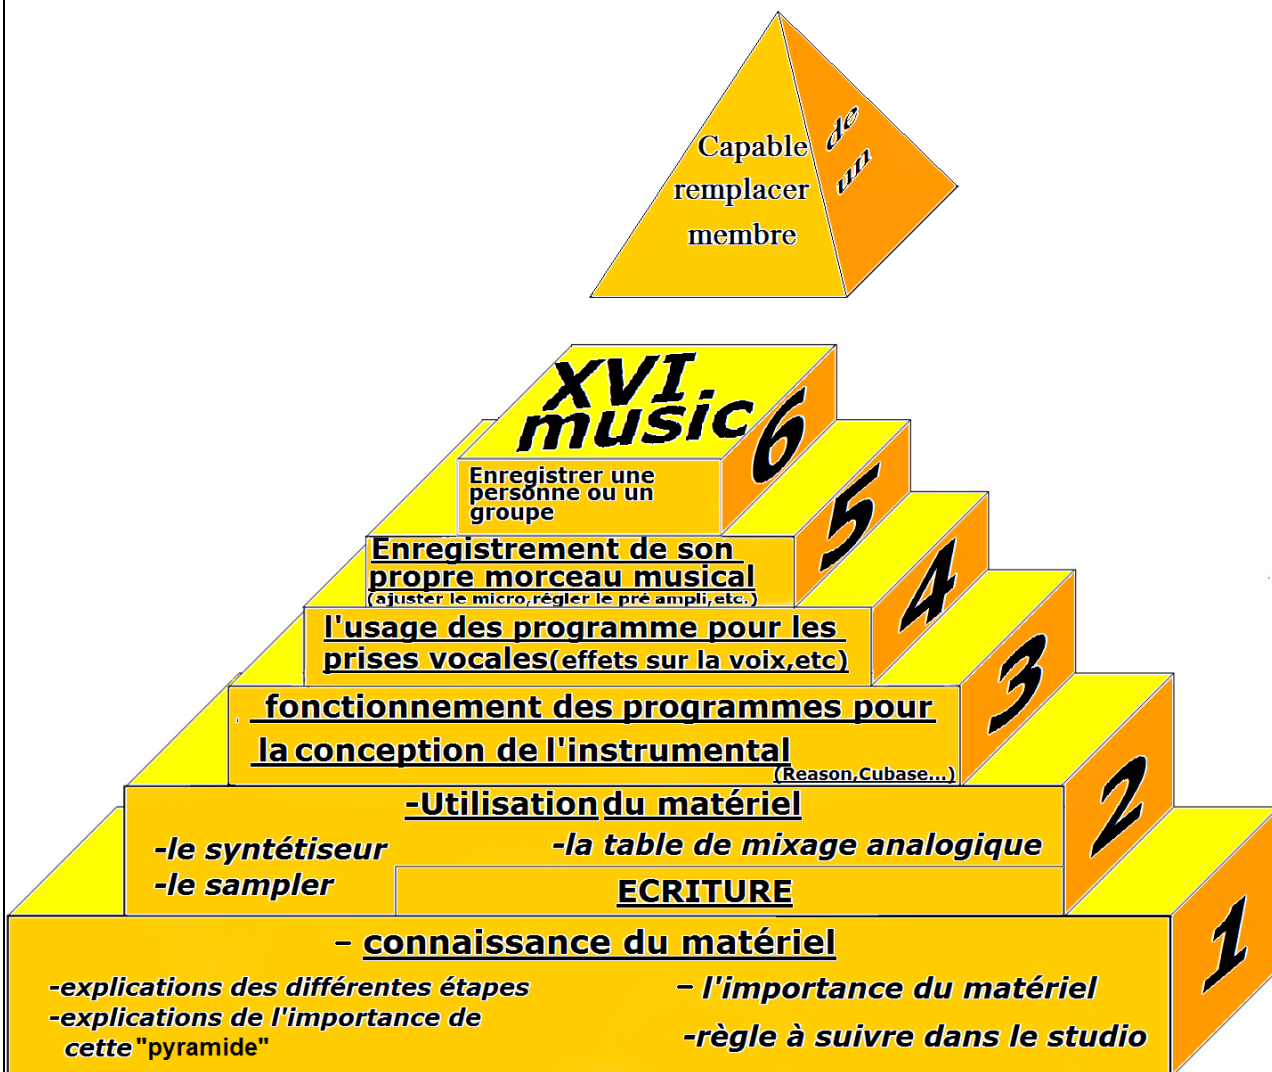 Capable de
remplacer un
membre
XVI
music
6
Enregistrer une
personne ou un
groupe
5
Enregistrement de son
propre morceau musical
(ajuster le micro,régler le pré ampli,etc.)
4
l'usage des programme pour les
prises vocales(effets sur la voix,etc)
3
fonctionnement des programmes pour
la conception de l'instrumental
(Reason,Cubase...)
2
-Utilisation du matériel
-le syntétiseur
-la table de mixage analogique
-le sampler
ECRITURE
1
- connaissance du matériel
-explications des différentes étapes
-explications de l'importance de
cette "pyramide"
- l'importance du matériel
-règle à suivre dans le studio